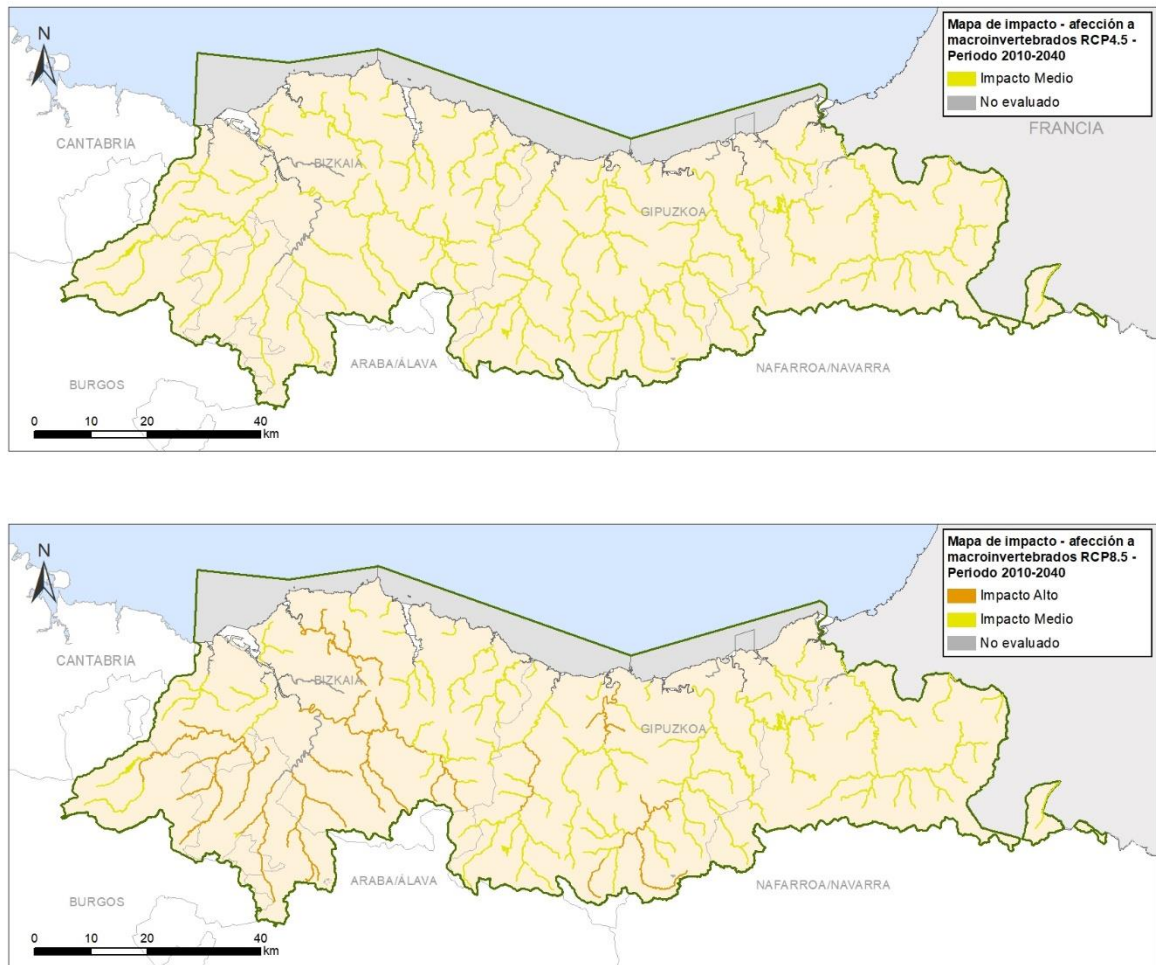 Mapa de impacto - afección a
macroinvertebrados RCP4.5 -
Periodo 2010-2040
Impacto Medio
No evaluado
N
CANTABRIA
FRANCIA
BIZKAIA
GIPUZKOA
ARABA/ÁLAVA
NAFARROA/NAVARRA
BURGOS
0 10 20 40
km
Mapa de impacto - afección a
macroinvertebrados RCP8.5 -
Periodo 2010-2040
Impacto Alto
Impacto Medio
No evaluado
N
CANTABRIA
BIZKAIA
GIPUZKOA
ARABA/ÁLAVA
NAFARROA/NAVARRA
BURGOS
0 10 20 40
km